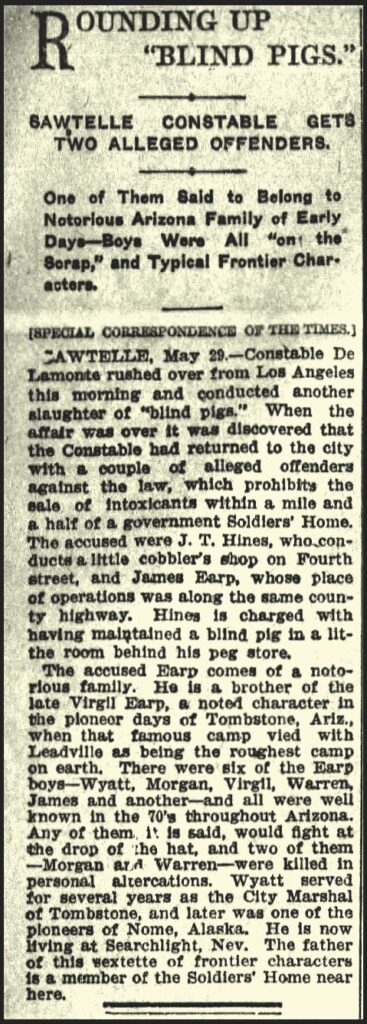 ROUNDING UP
"BLIND PIGS."
SAWTELLE CONSTABLE GETS
TWO ALLEGED OFFENDERS.
One of Them Said to Belong to
Notorious Arizona Family of Early
Days—Boys Were All "on the
Scrap," and Typical Frontier Char-
acters.
[SPECIAL CORRESPONDENCE OF THE TIMES.]
SAWTELLE, May 29.—Constable De
Lamonte rushed over from Los Angeles
this morning and conducted another
slaughter of "blind pigs." When the
affair was over it was discovered that
the Constable had returned to the city
with a couple of alleged offenders
against the law, which prohibits the
sale of intoxicants within a mile and
a half of a government Soldiers' Home.
The accused were J. T. Hines, who con-
ducts a little cobbler's shop on Fourth
street, and James Earp, whose place
of operations was along the same coun-
ty highway. Hines is charged with
having maintained a blind pig in a lit-
the room behind his peg store.
The accused Earp comes of a noto-
rious family. He is a brother of the
late Virgil Earp, a noted character in
the pioneer days of Tombstone, Ariz.,
when that famous camp vied with
Leadville as being the roughest camp
on earth. There were six of the Earp
boys—Wyatt, Morgan, Virgil, Warren,
James and another—and all were well
known in the 70's throughout Arizona.
Any of them, it is said, would fight at
the drop of the hat, and two of them
—Morgan and Warren—were killed in
personal altercations. Wyatt served
for several years as the City Marshal
of Tombstone, and later was one of the
pioneers of Nome, Alaska. He is now
living at Searchlight, Nev. The father
of this sextette of frontier characters
is a member of the Soldiers' Home near
here.